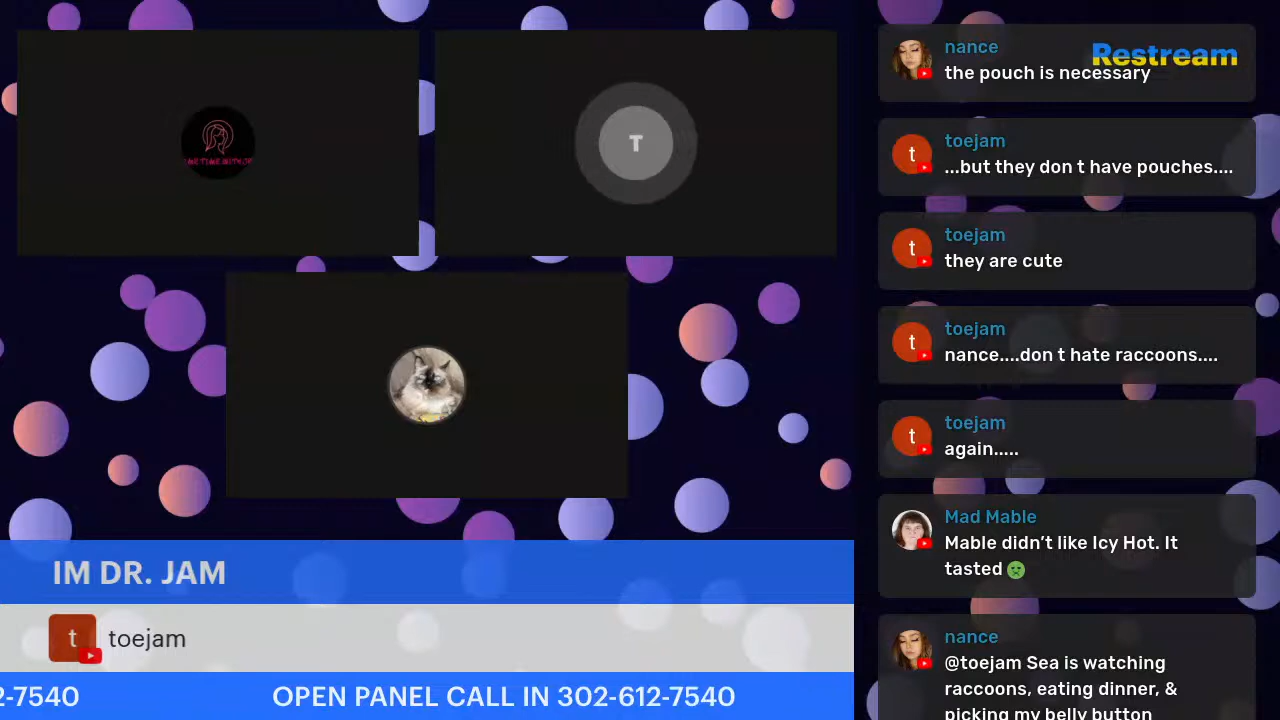 T
IM DR. JAM
t
toejam
2-7540
OPEN PANEL CALL IN 302-612-7540
Restream
nance
the pouch is necessary
t
toejam
...but they don t have pouches....
t
toejam
they are cute
t
toejam
nance....don t hate raccoons....
t
toejam
again.....
Mad Mable
Mable didn’t like Icy Hot. It
tasted 🤢
nance
@toejam Sea is watching
raccoons, eating dinner, &
picking my belly button